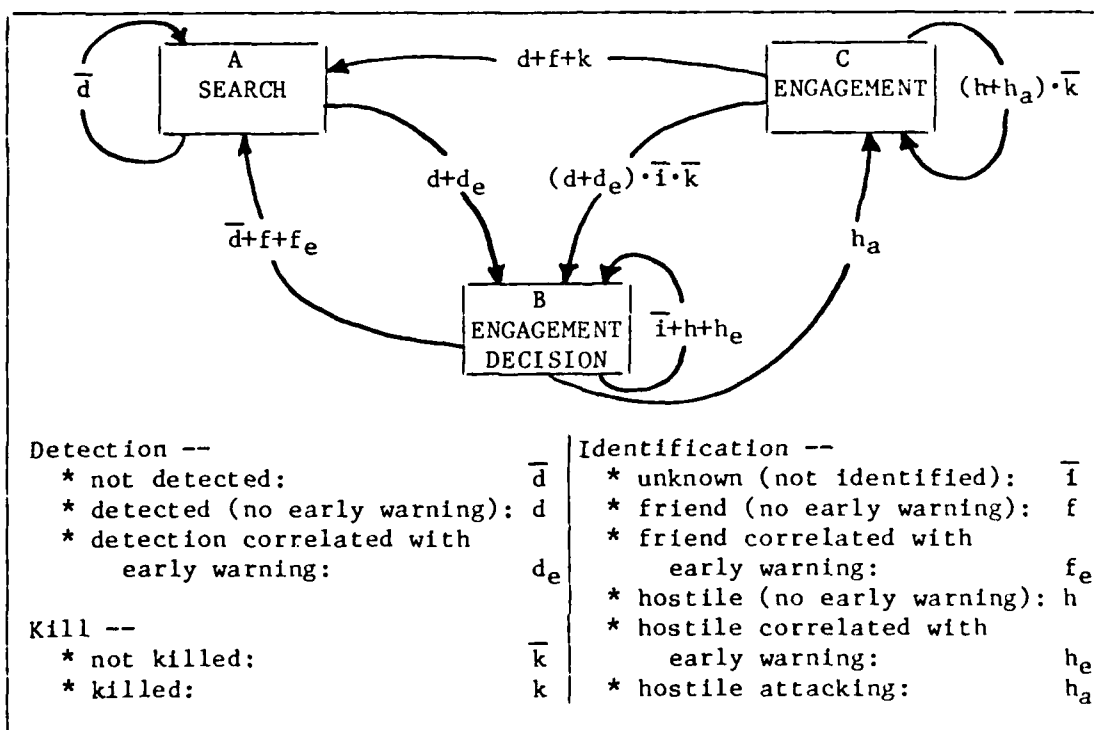 A
SEARCH
C
ENGAGEMENT
B
ENGAGEMENT
DECISION
d̅
d+f+k
(h+hₐ)·k̅
d+dₑ
(d+dₑ)·i̅·k̅
d̅+f+fₑ
hₐ
i̅+h+hₑ
Detection --
* not detected: d̅
* detected (no early warning): d
* detection correlated with
early warning: dₑ
Kill --
* not killed: k̅
* killed: k
Identification --
* unknown (not identified): i̅
* friend (no early warning): f
* friend correlated with
early warning: fₑ
* hostile (no early warning): h
* hostile correlated with
early warning: hₑ
* hostile attacking: hₐ